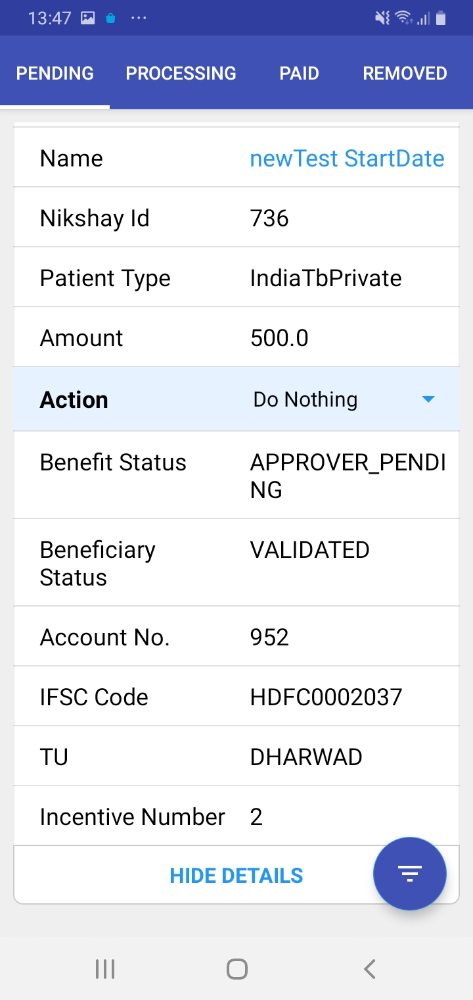 13:47
PENDING PROCESSING PAID REMOVED
Name newTest StartDate
Nikshay Id 736
Patient Type IndiaTbPrivate
Amount 500.0
Action Do Nothing
Benefit Status APPROVER_PENDI
NG
Beneficiary VALIDATED
Status
Account No. 952
IFSC Code HDFC0002037
TU DHARWAD
Incentive Number 2
HIDE DETAILS